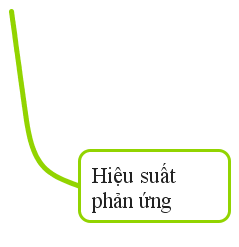 Hiệu suất
phản ứng